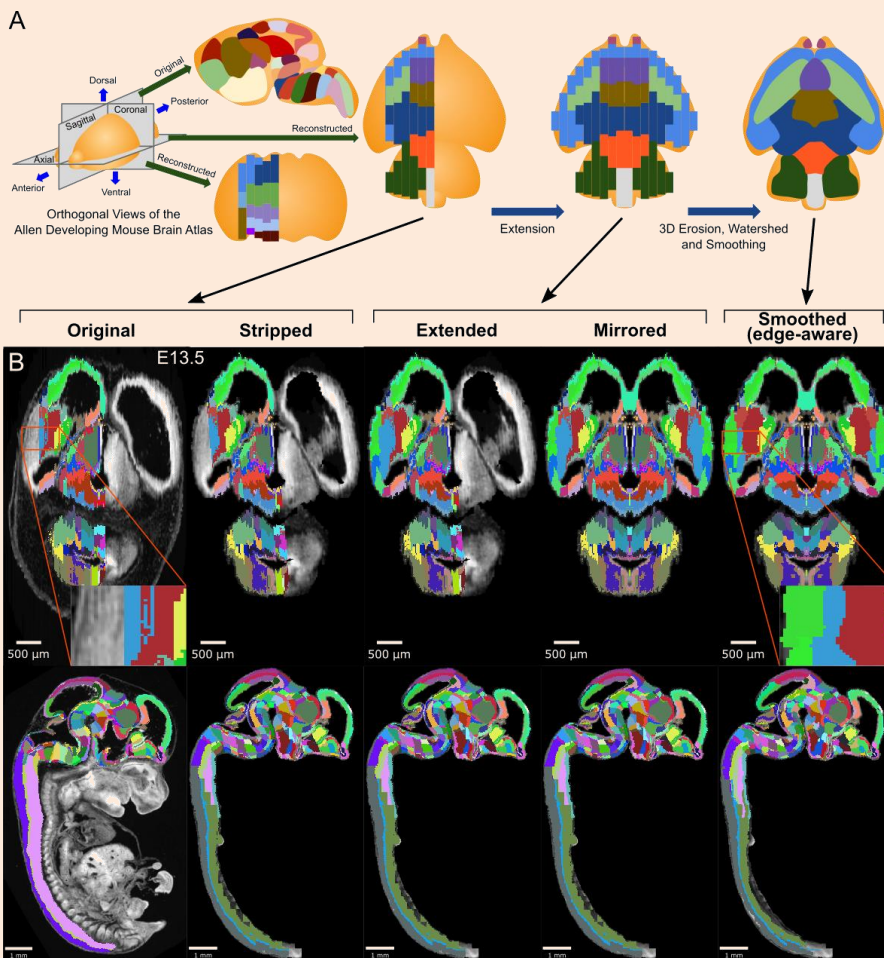 A
Original
Dorsal
Posterior
Coronal
Sagittal
Reconstructed
Axial
Reconstructed
Anterior
Ventral
Orthogonal Views of the
Allen Developing Mouse Brain Atlas
Extension
3D Erosion, Watershed
and Smoothing
Original
Stripped
Extended
Mirrored
Smoothed
(edge-aware)
B
E13.5
500 µm
500 µm
500 µm
500 µm
500 µm
1 mm
1 mm
1 mm
1 mm
1 mm